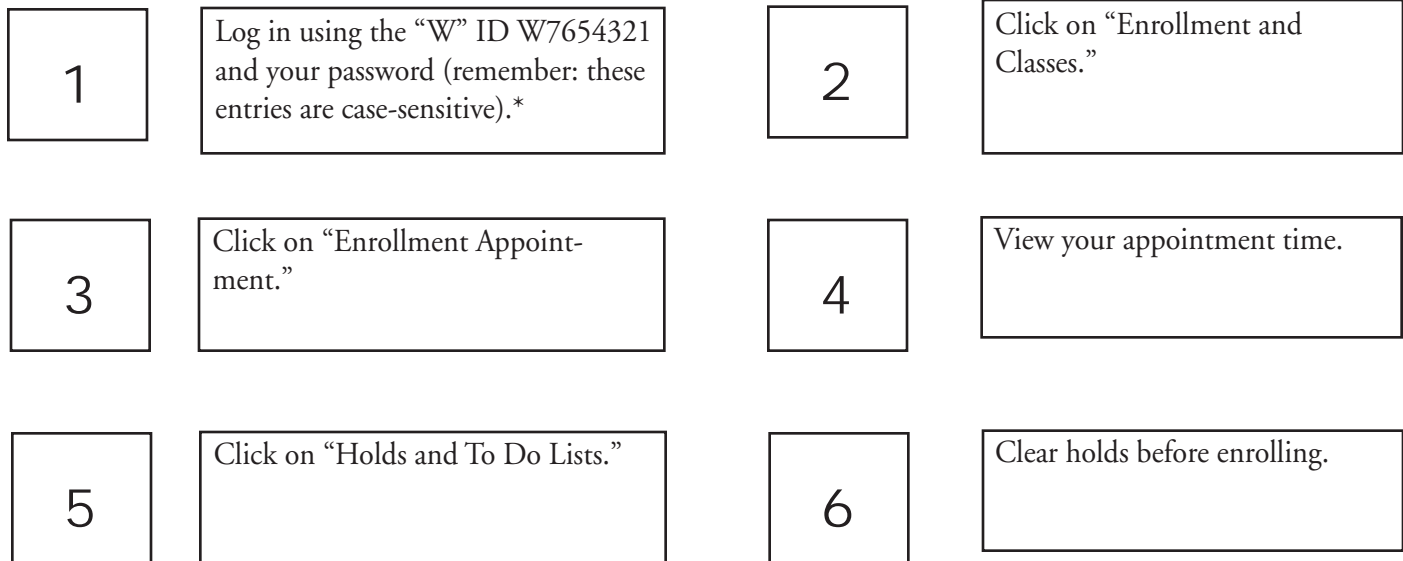 1
Log in using the “W” ID W7654321
and your password (remember: these
entries are case-sensitive).*
2
Click on “Enrollment and
Classes.”
3
Click on “Enrollment Appoint-
ment.”
4
View your appointment time.
5
Click on “Holds and To Do Lists.”
6
Clear holds before enrolling.